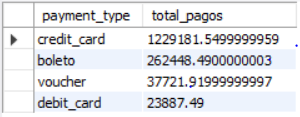 payment_type total_pagos
credit_card 1229181.5499999959
boleto 262448.4900000003
voucher 37721.91999999997
debit_card 23887.49